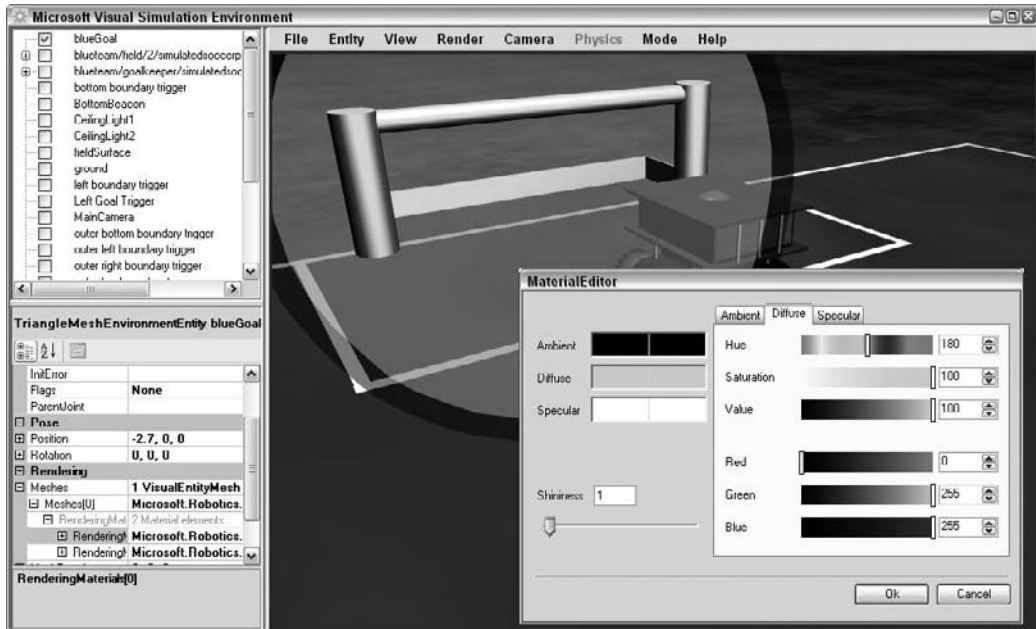 Microsoft Visual Simulation Environment
blueGoal
blueteam/field/2/simulatedsoccerp
blueteam/goalkeeper/simulatedsoc
bottom boundary trigger
BottomBeacon
CeilingLight1
CeilingLight2
fieldSurface
ground
left boundary trigger
Left Goal Trigger
MainCamera
outer bottom boundary trigger
outer left boundary trigger
outer right boundary trigger
File Entity View Render Camera Physics Mode Help
TriangleMeshEnvironmentEntity blueGoal
InitError
Flags None
ParentJoint
Pose
Position -2.7, 0, 0
Rotation 0, 0, 0
Rendering
Meshes 1 VisualEntityMesh
Meshes[0] Microsoft.Robotics.
RenderingMat 2 Material elements
RenderingM Microsoft.Robotics.
RenderingM Microsoft.Robotics.
RenderingMaterials[0]
MaterialEditor
Ambient
Diffuse
Specular
Shininess 1
Ambient Diffuse Specular
Hue 180
Saturation 100
Value 100
Red 0
Green 255
Blue 255
Ok Cancel